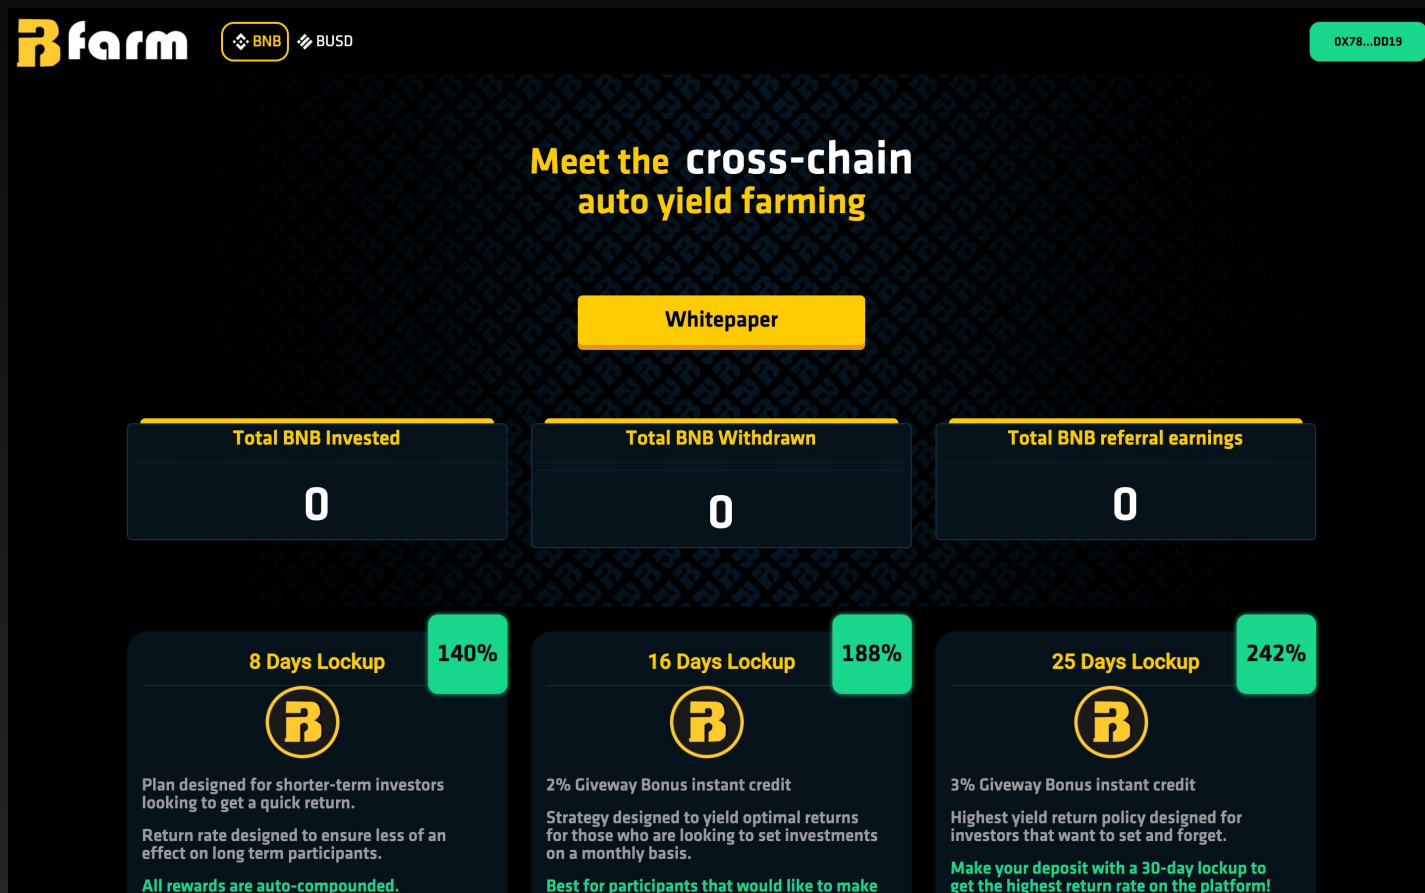 Bfarm
BNB
BUSD
0X78...DD19
Meet the cross-chain
auto yield farming
Whitepaper
Total BNB Invested
0
Total BNB Withdrawn
0
Total BNB referral earnings
0
8 Days Lockup
140%
Plan designed for shorter-term investors
looking to get a quick return.
Return rate designed to ensure less of an
effect on long term participants.
All rewards are auto-compounded.
16 Days Lockup
188%
2% Giveway Bonus instant credit
Strategy designed to yield optimal returns
for those who are looking to set investments
on a monthly basis.
Best for participants that would like to make
25 Days Lockup
242%
3% Giveway Bonus instant credit
Highest yield return policy designed for
investors that want to set and forget.
Make your deposit with a 30-day lockup to
get the highest return rate on the platform!